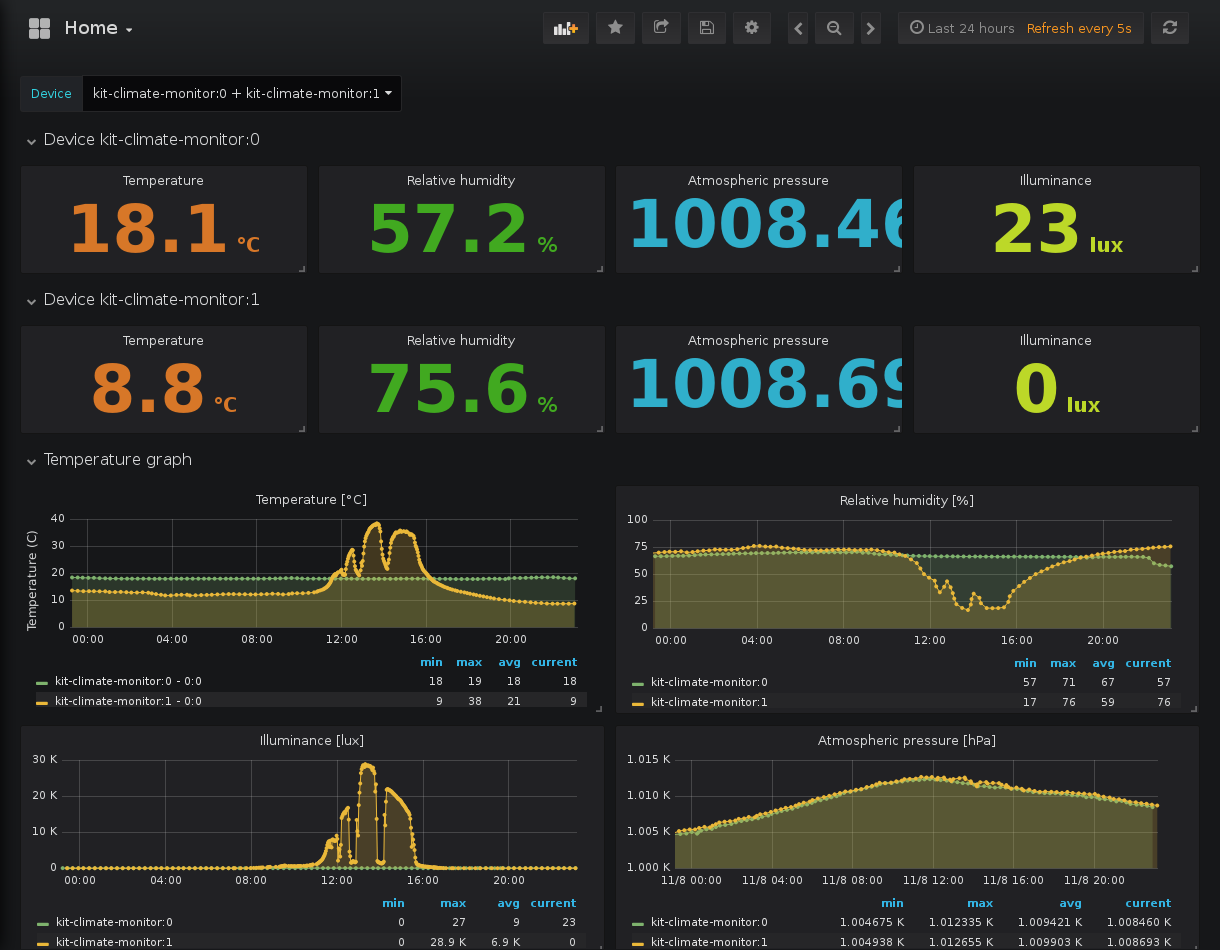 Home
Last 24 hours Refresh every 5s
Device kit-climate-monitor:0 + kit-climate-monitor:1
Device kit-climate-monitor:0
Temperature Relative humidity Atmospheric pressure Illuminance
18.1 °C 57.2 % 1008.46 23 lux
Device kit-climate-monitor:1
Temperature Relative humidity Atmospheric pressure Illuminance
8.8 °C 75.6 % 1008.69 0 lux
Temperature graph
Temperature [°C]
Temperature (C)
40
30
20
10
0
00:00 04:00 08:00 12:00 16:00 20:00
min max avg current
kit-climate-monitor:0 - 0:0 18 19 18 18
kit-climate-monitor:1 - 0:0 9 38 21 9
Relative humidity [%]
100
75
50
25
0
00:00 04:00 08:00 12:00 16:00 20:00
min max avg current
kit-climate-monitor:0 57 71 67 57
kit-climate-monitor:1 17 76 59 76
Illuminance [lux]
30 K
20 K
10 K
0
00:00 04:00 08:00 12:00 16:00 20:00
min max avg current
kit-climate-monitor:0 0 27 9 23
kit-climate-monitor:1 0 28.9 K 6.9 K 0
Atmospheric pressure [hPa]
1.015 K
1.010 K
1.005 K
1.000 K
11/8 00:00 11/8 04:00 11/8 08:00 11/8 12:00 11/8 16:00 11/8 20:00
min max avg current
kit-climate-monitor:0 1.004675 K 1.012335 K 1.009421 K 1.008460 K
kit-climate-monitor:1 1.004938 K 1.012655 K 1.009903 K 1.008693 K